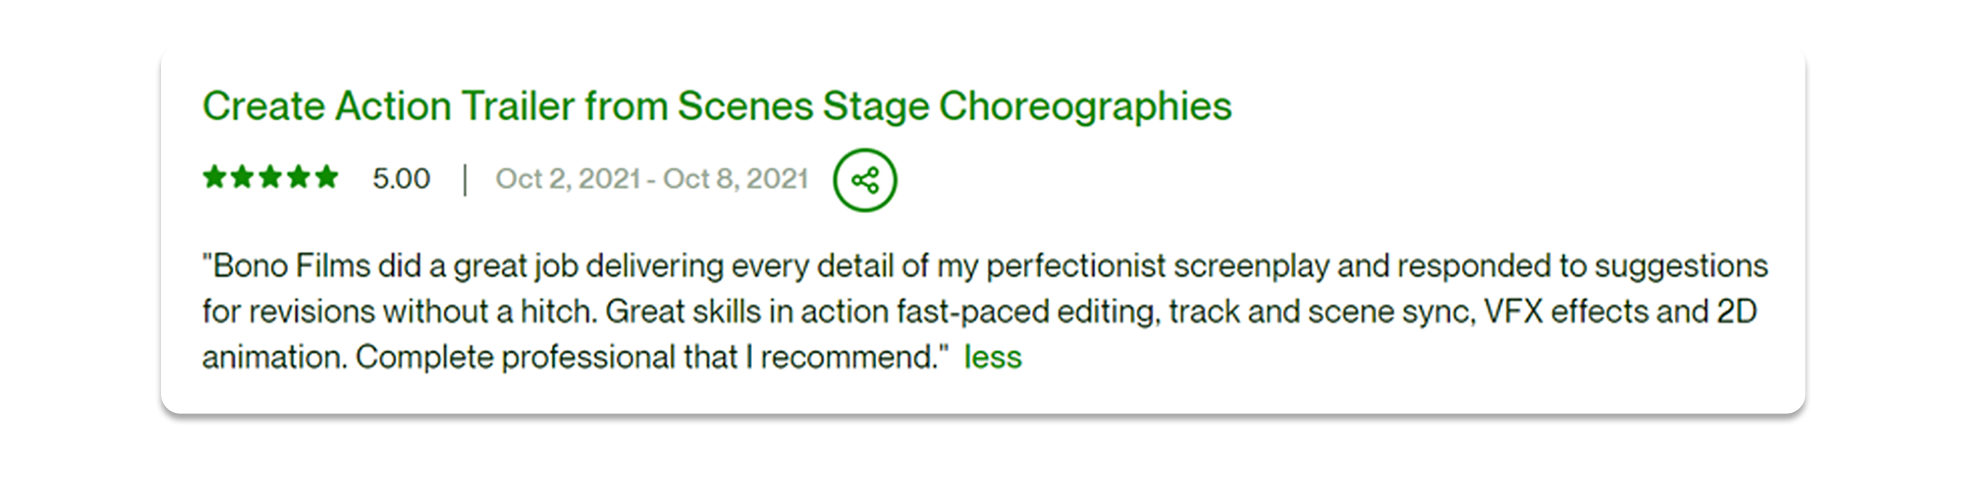 Create Action Trailer from Scenes Stage Choreographies
5.00 | Oct 2, 2021 - Oct 8, 2021
"Bono Films did a great job delivering every detail of my perfectionist screenplay and responded to suggestions
for revisions without a hitch. Great skills in action fast-paced editing, track and scene sync, VFX effects and 2D
animation. Complete professional that I recommend." less